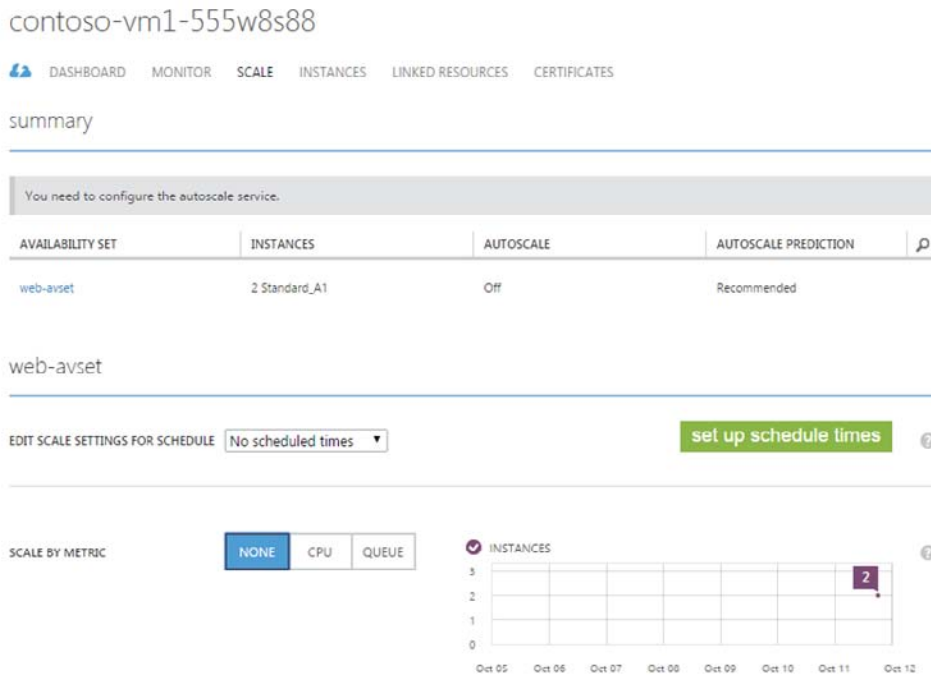 contoso-vm1-555w8s88
DASHBOARD MONITOR SCALE INSTANCES LINKED RESOURCES CERTIFICATES
summary
You need to configure the autoscale service.
AVAILABILITY SET INSTANCES AUTOSCALE AUTOSCALE PREDICTION
web-avset 2 Standard_A1 Off Recommended
web-avset
EDIT SCALE SETTINGS FOR SCHEDULE No scheduled times set up schedule times ?
SCALE BY METRIC NONE CPU QUEUE INSTANCES ?
3
2
2
1
0
Oct 05 Oct 06 Oct 07 Oct 08 Oct 09 Oct 10 Oct 11 Oct 12